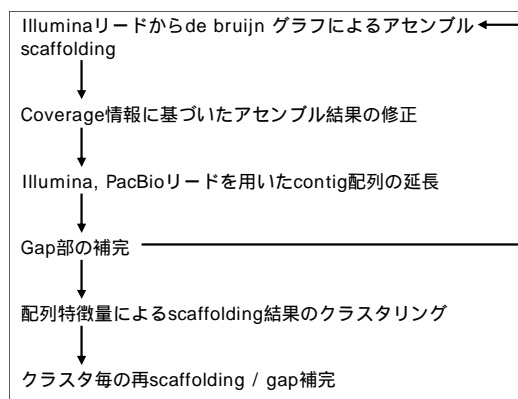 Illuminaリードからde bruijn グラフによるアセンブル
scaffolding
Coverage情報に基づいたアセンブル結果の修正
Illumina, PacBioリードを用いたcontig配列の延長
Gap部の補完
配列特徴量によるscaffolding結果のクラスタリング
クラスタ毎の再scaffolding / gap補完